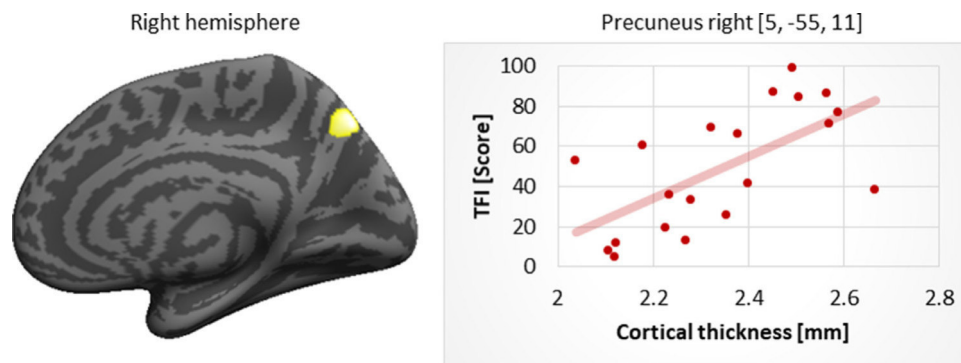 Right hemisphere
Precuneus right [5, -55, 11]
TFI [Score]
100
80
60
40
20
0
2
2.2
2.4
2.6
2.8
Cortical thickness [mm]